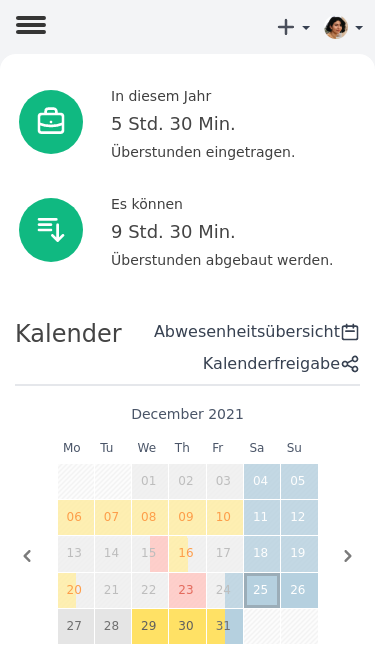 In diesem Jahr
5 Std. 30 Min.
Überstunden eingetragen.
Es können
9 Std. 30 Min.
Überstunden abgebaut werden.
Kalender
Abwesenheitsübersicht
Kalenderfreigabe
December 2021
Mo Tu We Th Fr Sa Su
01 02 03 04 05
06 07 08 09 10 11 12
13 14 15 16 17 18 19
20 21 22 23 24 25 26
27 28 29 30 31